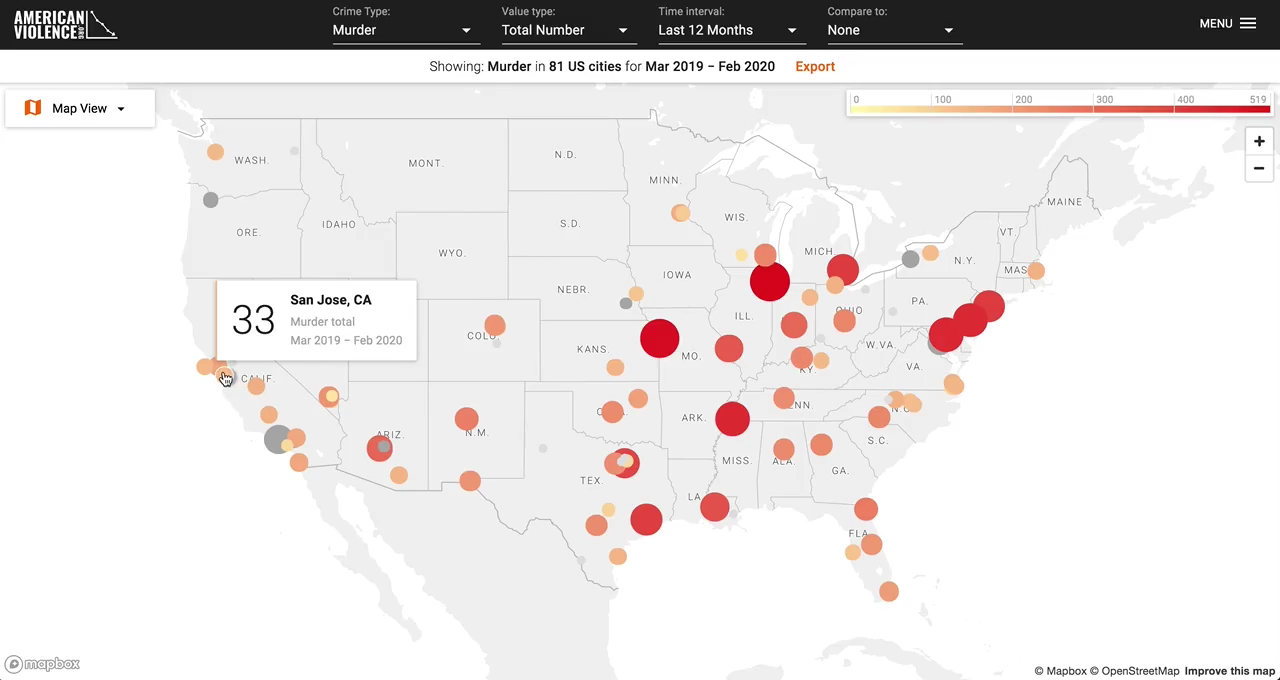 AMERICAN
VIOLENCE.ORG
Crime Type:
Murder
Value type:
Total Number
Time interval:
Last 12 Months
Compare to:
None
MENU
Showing: Murder in 81 US cities for Mar 2019 – Feb 2020
Export
Map View
0 100 200 300 400 519
+
−
WASH.
MONT.
N.D.
MINN.
MAINE
ORE.
IDAHO
S.D.
WIS.
MICH
VT.
WYO.
N.Y.
MAS
IOWA
NEBR.
PA.
OHIO
ILL.
33
San Jose, CA
Murder total
Mar 2019 – Feb 2020
COL
KANS.
MO.
W.VA.
VA.
KY.
CALIF.
ARIZ.
N.M.
ARK.
ENN.
N.C.
S.C.
MISS.
ALA.
GA.
TEX.
LA.
FLA.
mapbox
© Mapbox © OpenStreetMap Improve this map